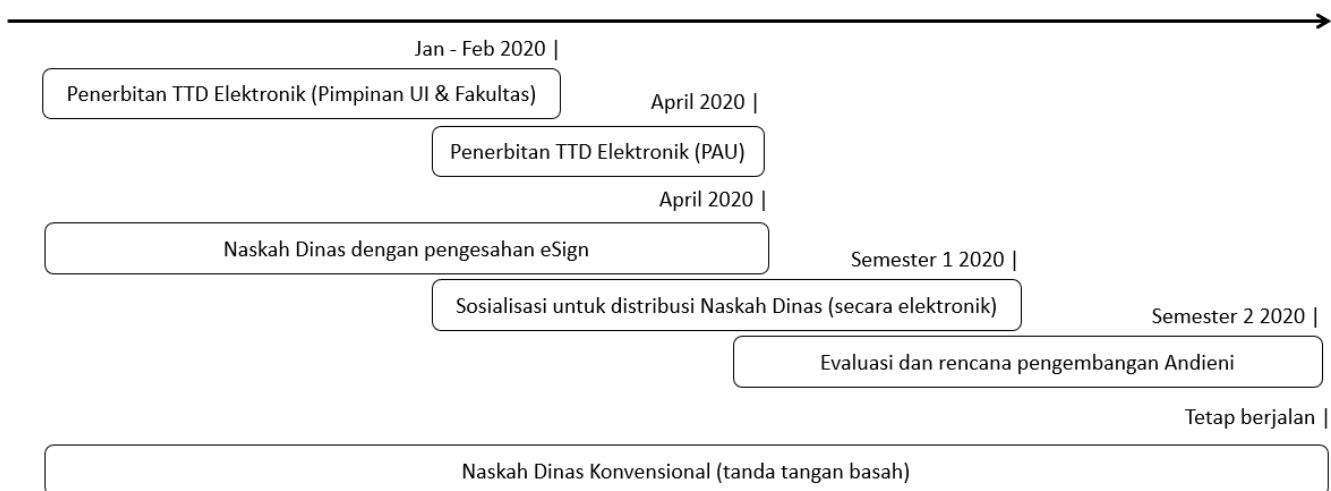 Jan - Feb 2020 |
Penerbitan TTD Elektronik (Pimpinan UI & Fakultas)
April 2020 |
Penerbitan TTD Elektronik (PAU)
April 2020 |
Naskah Dinas dengan pengesahan eSign
Semester 1 2020 |
Sosialisasi untuk distribusi Naskah Dinas (secara elektronik)
Semester 2 2020 |
Evaluasi dan rencana pengembangan Andieni
Tetap berjalan |
Naskah Dinas Konvensional (tanda tangan basah)